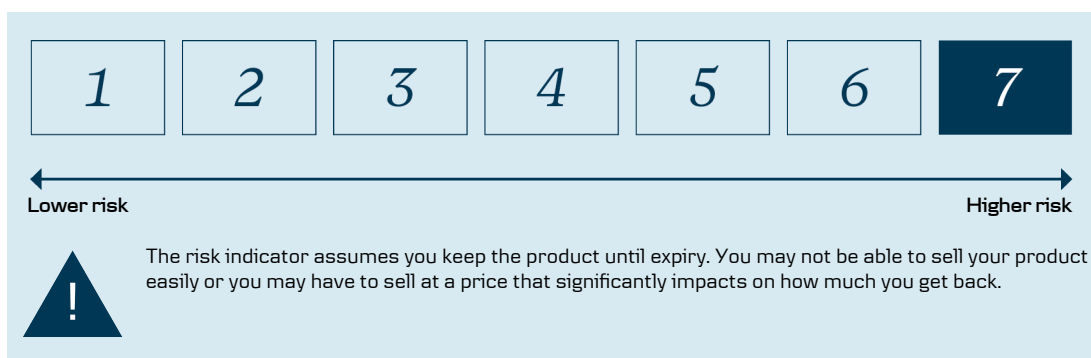 1 2 3 4 5 6 7
Lower risk Higher risk
The risk indicator assumes you keep the product until expiry. You may not be able to sell your product
easily or you may have to sell at a price that significantly impacts on how much you get back.
!